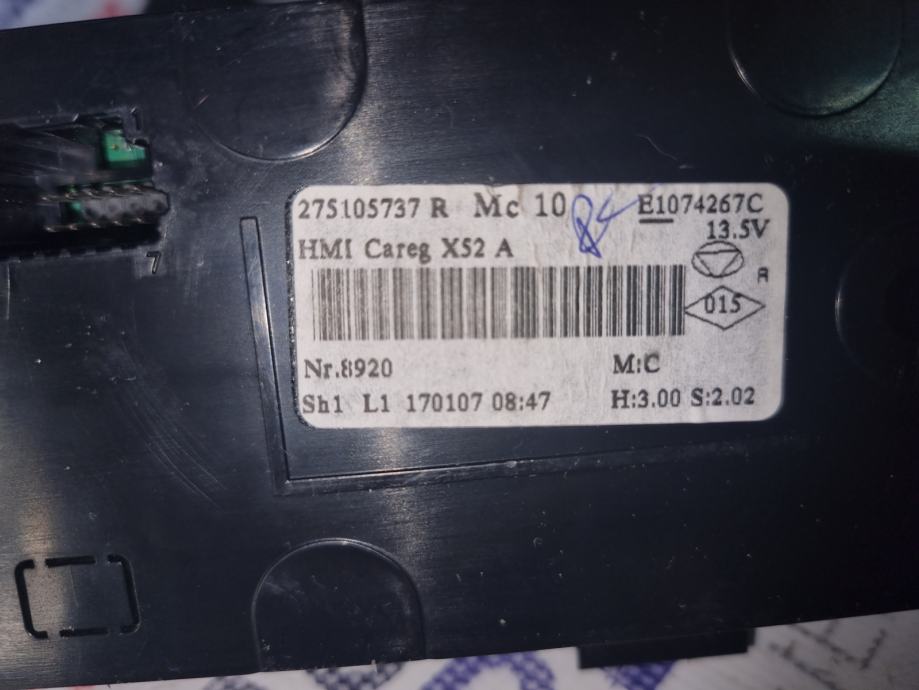 275105737 R Mc 10 E1074267C
13.5V
HMI Careg X52 A
R
015
Nr.8920 M:C
Sh1 L1 170107 08:47 H:3.00 S:2.02
7